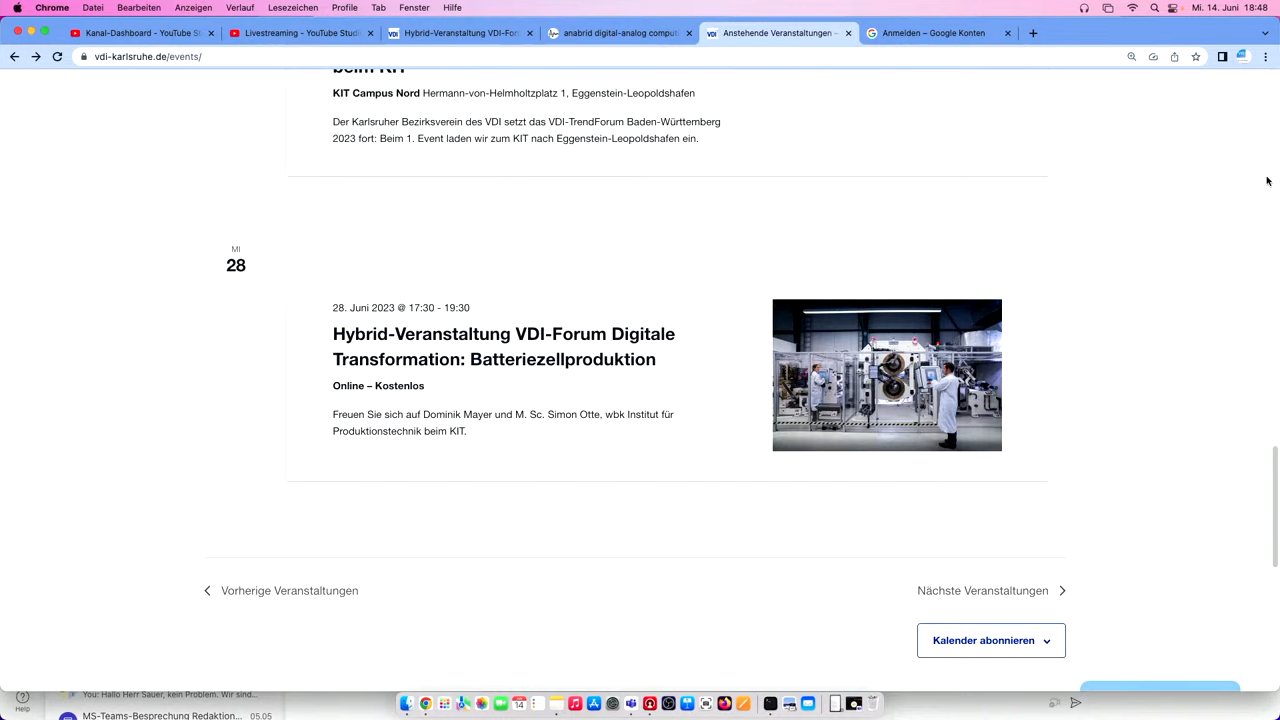 Chrome Datei Bearbeiten Anzeigen Verlauf Lesezeichen Profile Tab Fenster Hilfe Mi. 14. Juni 18:48
Kanal-Dashboard - YouTube St Livestreaming - YouTube Studi VDI Hybrid-Veranstaltung VDI-For anabrid digital-analog comput VDI Anstehende Veranstaltungen – Anmelden – Google Konten
vdi-karlsruhe.de/events/
beim KIT
KIT Campus Nord Hermann-von-Helmholtzplatz 1, Eggenstein-Leopoldshafen
Der Karlsruher Bezirksverein des VDI setzt das VDI-TrendForum Baden-Württemberg
2023 fort: Beim 1. Event laden wir zum KIT nach Eggenstein-Leopoldshafen ein.
MI
28
28. Juni 2023 @ 17:30 - 19:30
Hybrid-Veranstaltung VDI-Forum Digitale
Transformation: Batteriezellproduktion
Online – Kostenlos
Freuen Sie sich auf Dominik Mayer und M. Sc. Simon Otte, wbk Institut für
Produktionstechnik beim KIT.
Vorherige Veranstaltungen
Nächste Veranstaltungen
Kalender abonnieren
You: Hallo Herr Sauer, kein Problem. Wir sind...
Help
MS-Teams-Besprechung Redaktion... 05.05
14